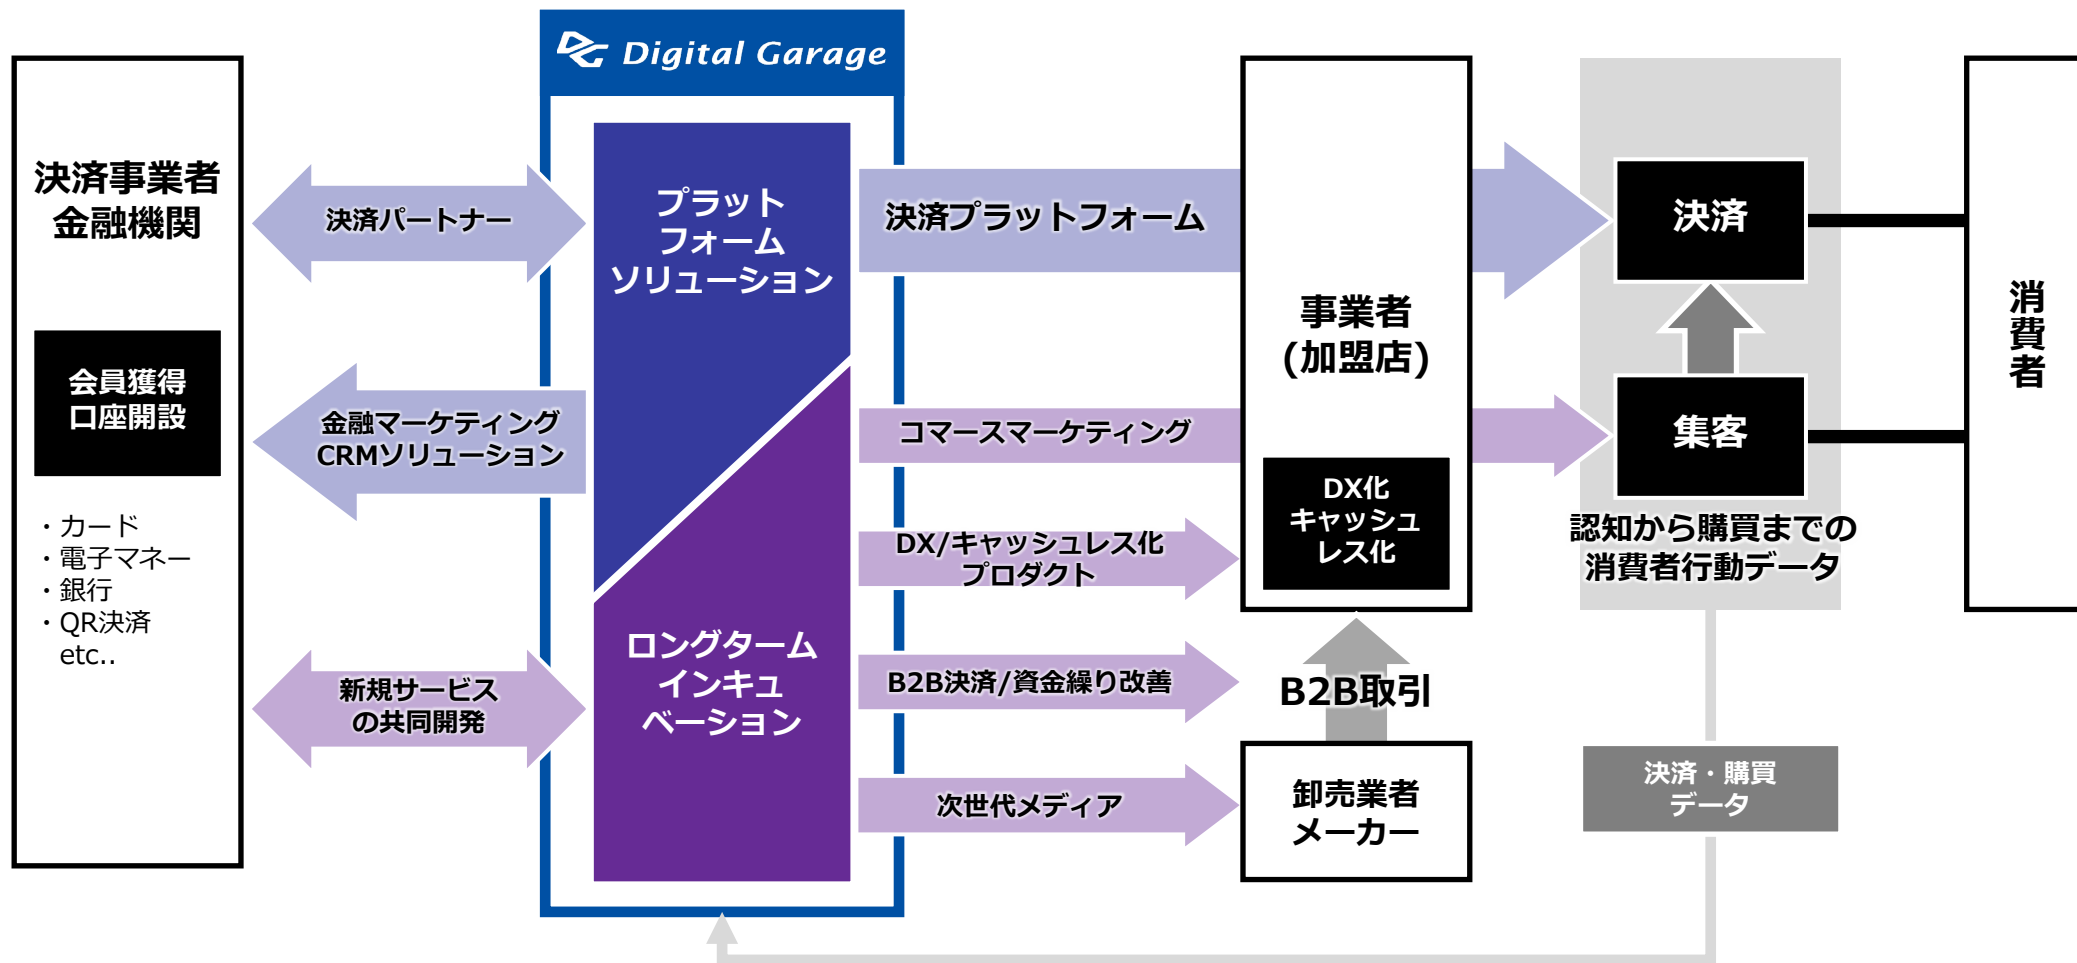 Digital Garage
決済事業者
金融機関
会員獲得
口座開設
・カード
・電子マネー
・銀行
・QR決済
etc..
決済パートナー
金融マーケティング
CRMソリューション
新規サービス
の共同開発
プラット
フォーム
ソリューション
ロングターム
インキュ
ベーション
決済プラットフォーム
コマースマーケティング
DX/キャッシュレス化
プロダクト
B2B決済/資金繰り改善
次世代メディア
事業者
(加盟店)
DX化
キャッシュ
レス化
B2B取引
卸売業者
メーカー
決済
集客
認知から購買までの
消費者行動データ
決済・購買
データ
消費者